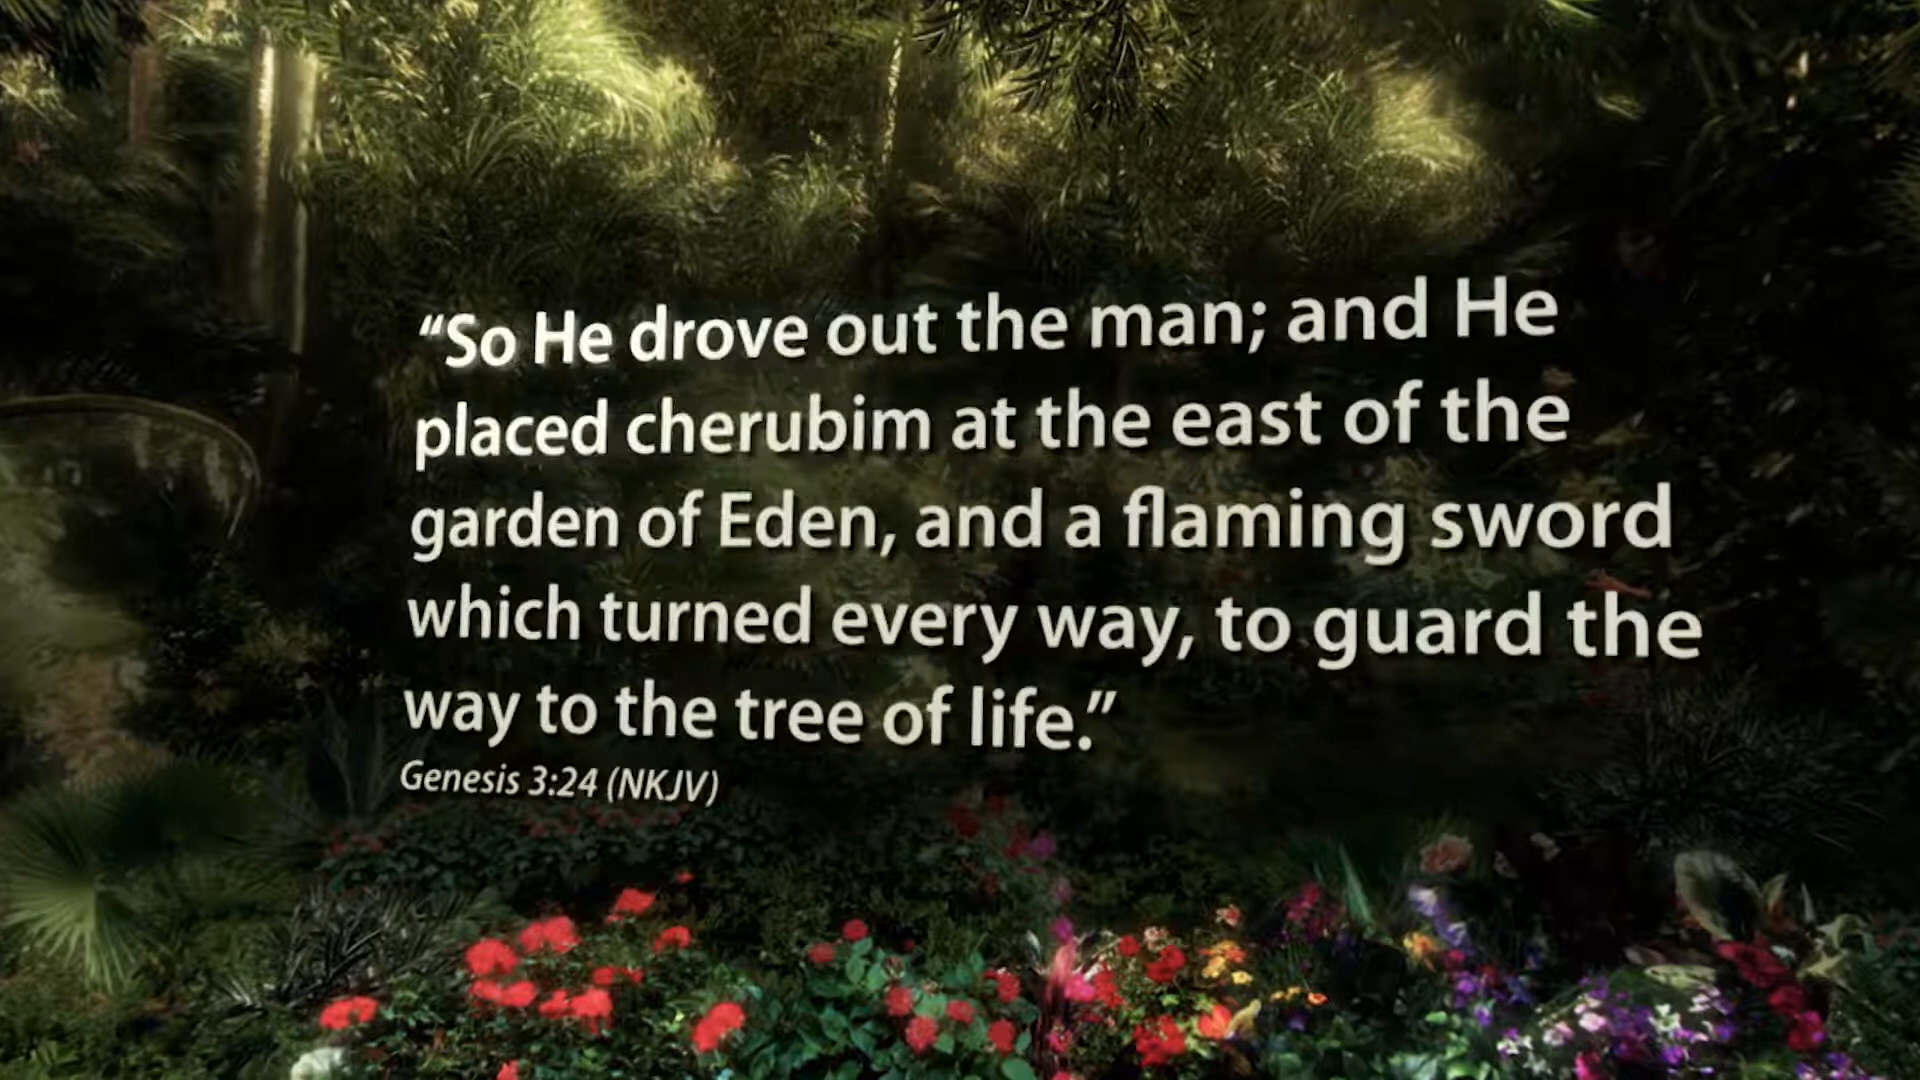 “So He drove out the man; and He
placed cherubim at the east of the
garden of Eden, and a flaming sword
which turned every way, to guard the
way to the tree of life.”
Genesis 3:24 (NKJV)